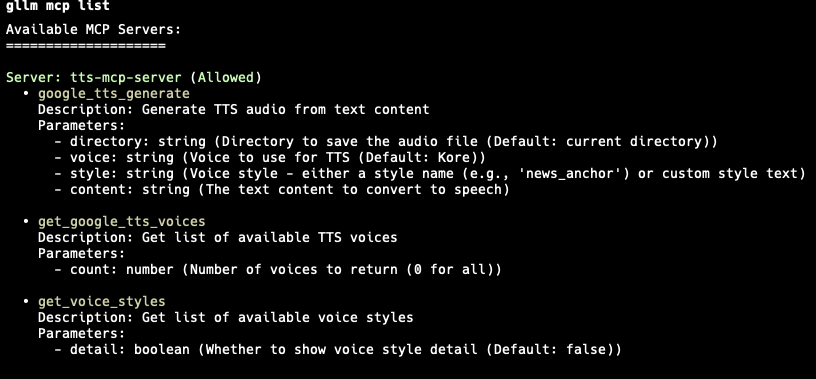 gllm mcp list
Available MCP Servers:
====================
Server: tts-mcp-server (Allowed)
• google_tts_generate
Description: Generate TTS audio from text content
Parameters:
- directory: string (Directory to save the audio file (Default: current directory))
- voice: string (Voice to use for TTS (Default: Kore))
- style: string (Voice style - either a style name (e.g., 'news_anchor') or custom style text)
- content: string (The text content to convert to speech)
• get_google_tts_voices
Description: Get list of available TTS voices
Parameters:
- count: number (Number of voices to return (0 for all))
• get_voice_styles
Description: Get list of available voice styles
Parameters:
- detail: boolean (Whether to show voice style detail (Default: false))